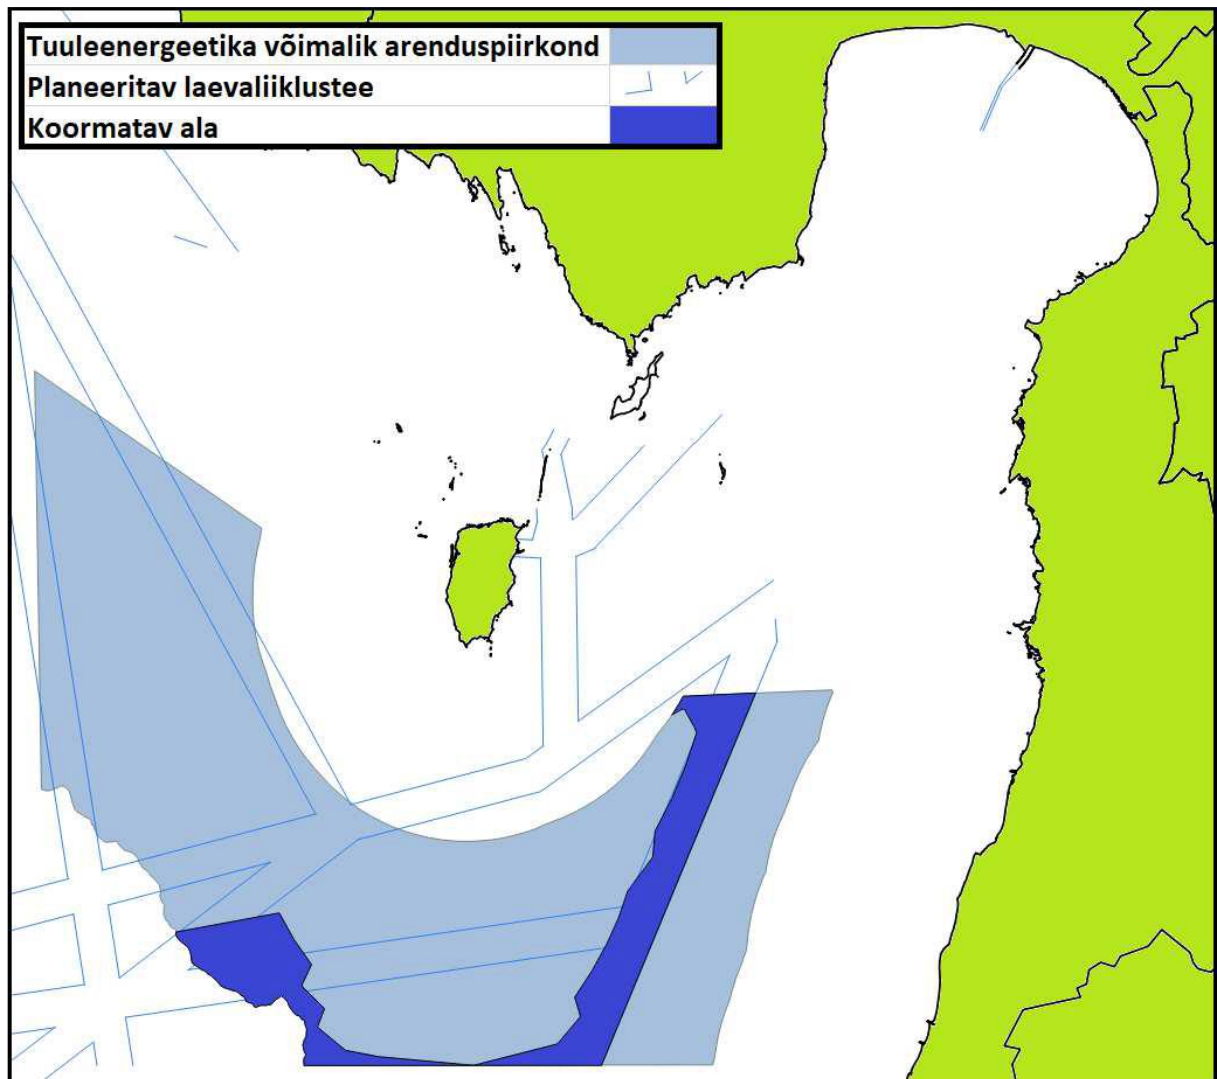 Tuuleenergeetika võimalik arenduspiirkond
Planeeritav laevaliiklustee
Koormatav ala